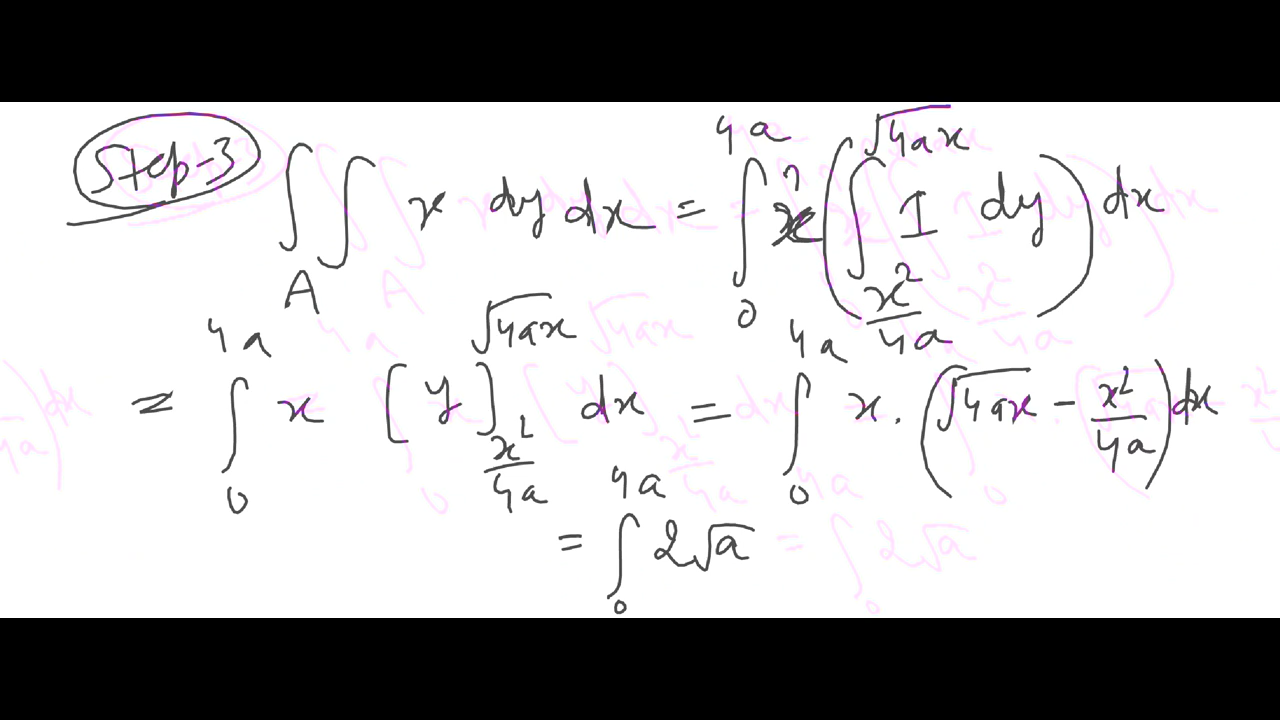 Step-3 ∫∫_A x dy dx = ∫_0^{4a} x (∫_{x²/4a}^{√4ax} 1 dy) dx
= ∫_0^{4a} x [y]_{x²/4a}^{√4ax} dx = ∫_0^{4a} x. (√4ax - x²/4a) dx
= ∫_0^{4a} 2√a